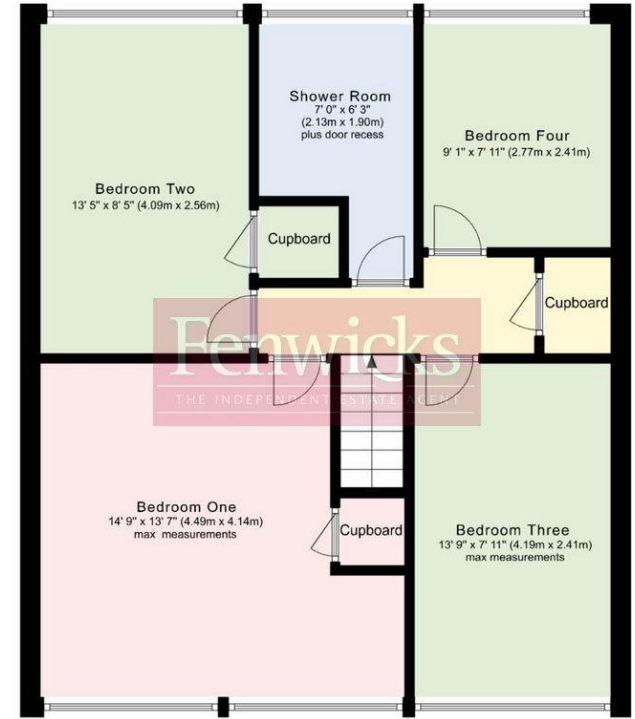 Shower Room
7' 0" x 6' 3"
(2.13m x 1.90m)
plus door recess
Bedroom Four
9' 1" x 7' 11" (2.77m x 2.41m)
Bedroom Two
13' 5" x 8' 5" (4.09m x 2.56m)
Cupboard
Cupboard
Fenwicks
THE INDEPENDENT ESTATE AGENT
Bedroom One
14' 9" x 13' 7" (4.49m x 4.14m)
max measurements
Cupboard
Bedroom Three
13' 9" x 7' 11" (4.19m x 2.41m)
max measurements